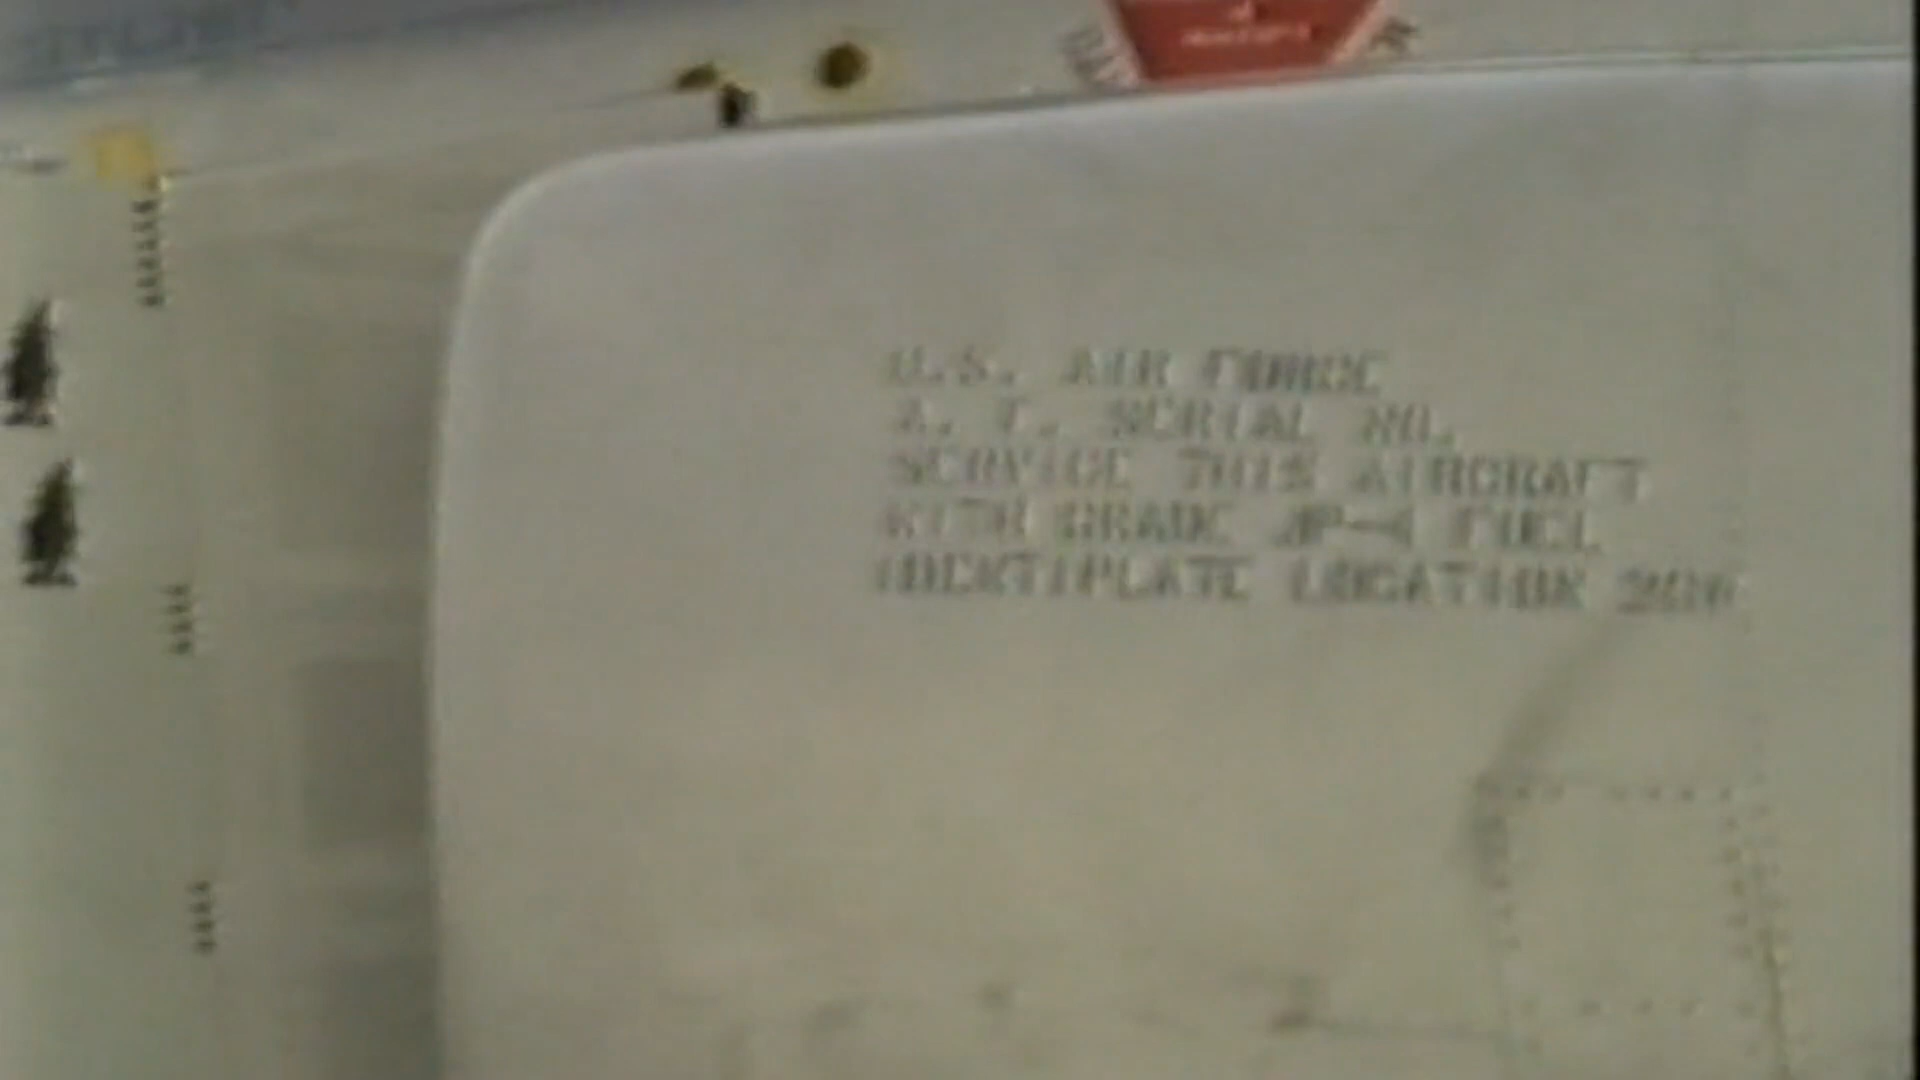 U.S. AIR FORCE
A. F. SERIAL NO.
SERVICE THIS AIRCRAFT
WITH GRADE JP-4 FUEL
IDENTIPLATE LOCATION